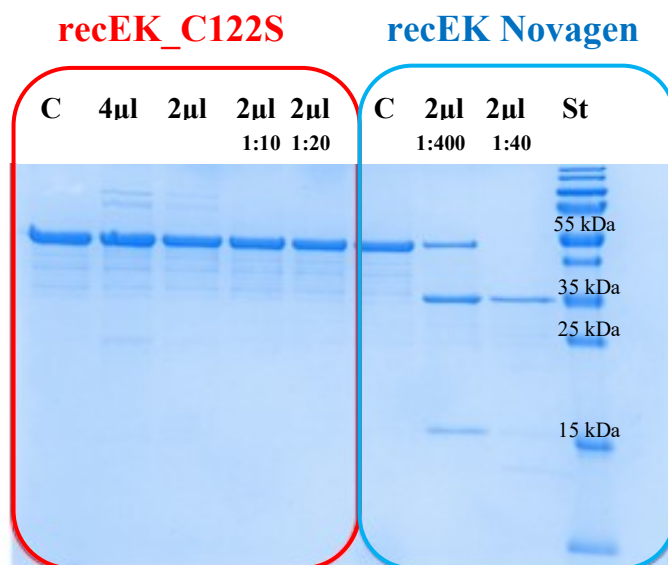 recEK_C122S recEK Novagen
C 4µl 2µl 2µl 2µl C 2µl 2µl St
1:10 1:20 1:400 1:40
55 kDa
35 kDa
25 kDa
15 kDa